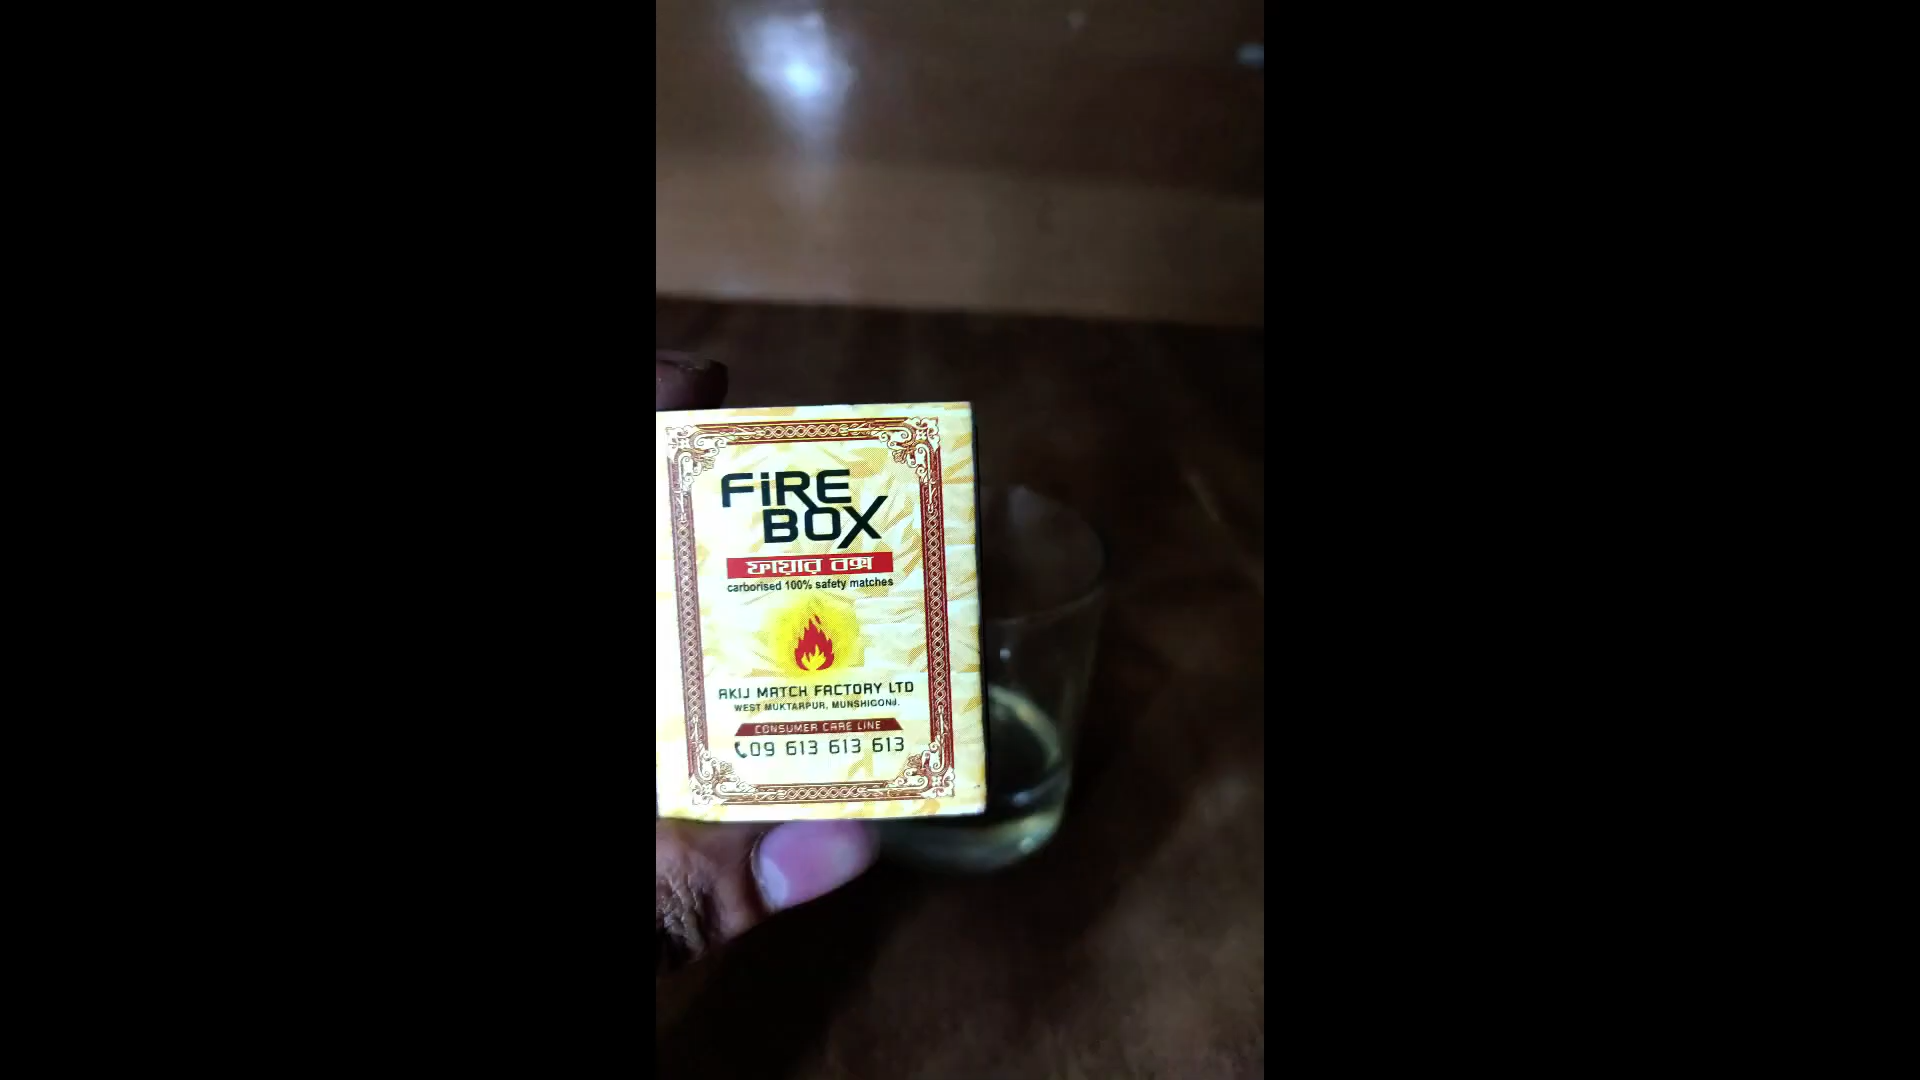 FiRE
BOX
ফায়ার বক্স
carborised 100% safety matches
AKIJ MATCH FACTORY LTD
WEST MUKTARPUR, MUNSHIGONJ.
CONSUMER CARE LINE
09 613 613 613